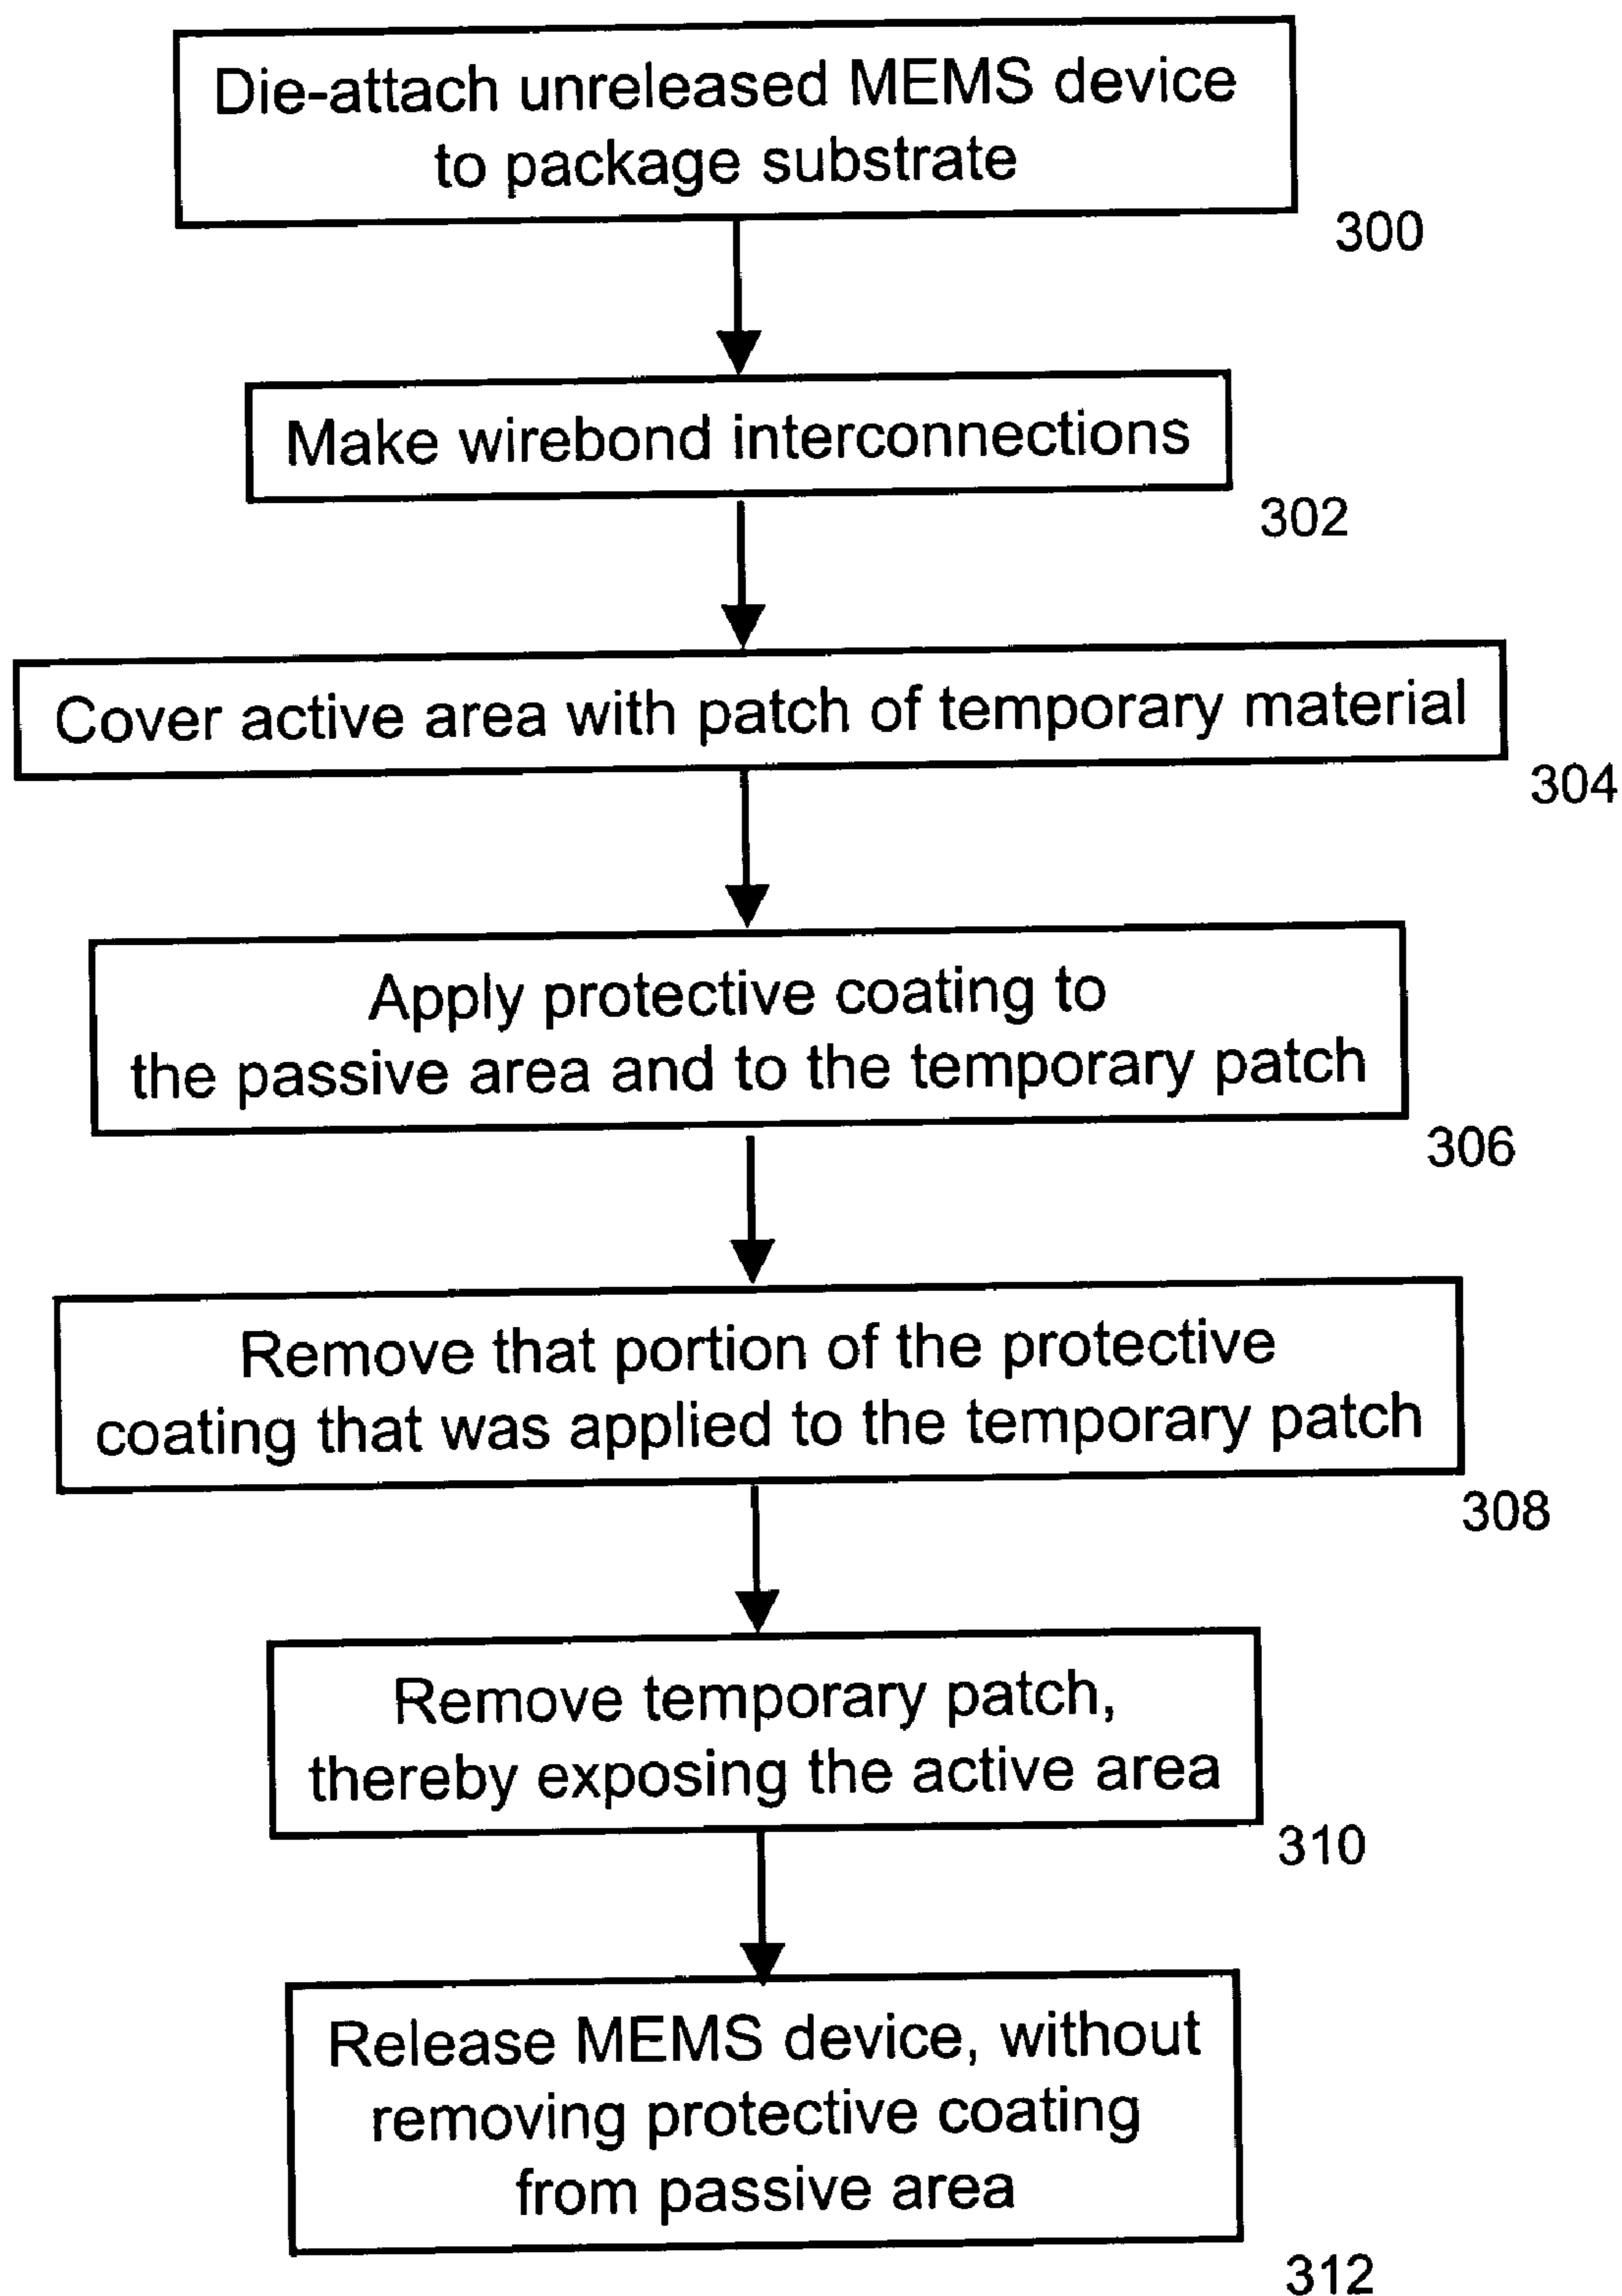 Die-attach unreleased MEMS device
to package substrate
300
Make wirebond interconnections
302
Cover active area with patch of temporary material
304
Apply protective coating to
the passive area and to the temporary patch
306
Remove that portion of the protective
coating that was applied to the temporary patch
308
Remove temporary patch,
thereby exposing the active area
310
Release MEMS device, without
removing protective coating
from passive area
312